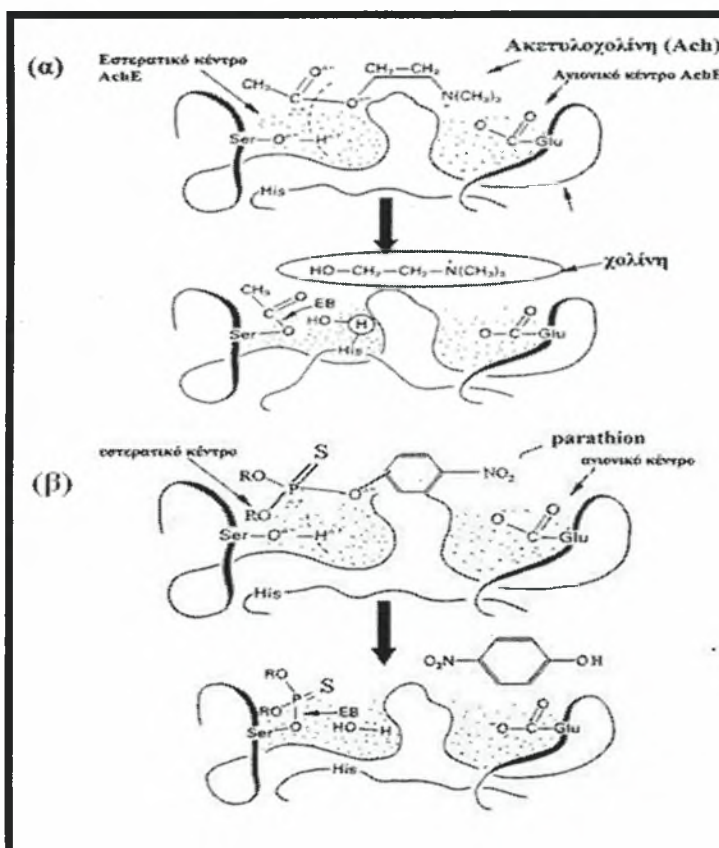 (α)
Εστερατικό κέντρο
AchE
Ακετυλοχολίνη (Ach)
Ανιονικό κέντρο AchE
CH₃ C O
O
CH₂—CH₂
N(CH₃)₃
Ser—O H
O C O
Glu
His
HO—CH₂—CH₂—N(CH₃)₃
+
χολίνη
CH₃ C O
EB
Ser O
HO H
His
O C O
Glu
(β)
εστερατικό κέντρο
parathion
ανιονικό κέντρο
S
RO P
O
NO₂
RO
Ser—O H
O C O
Glu
His
O₂N OH
RO
P S
RO
EB
Ser O
HO—H
O C O
Glu
His